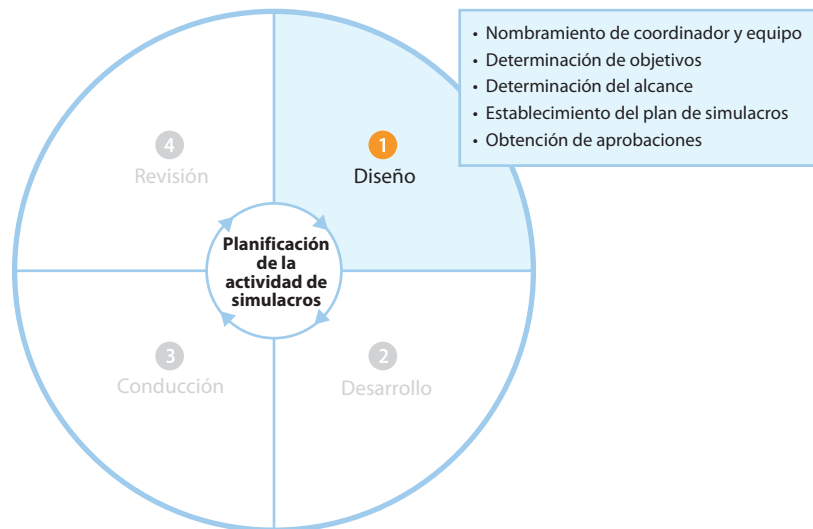 • Nombramiento de coordinador y equipo
• Determinación de objetivos
• Determinación del alcance
• Establecimiento del plan de simulacros
• Obtención de aprobaciones
4
Revisión
1
Diseño
Planificación
de la
actividad de
simulacros
3
Conducción
2
Desarrollo